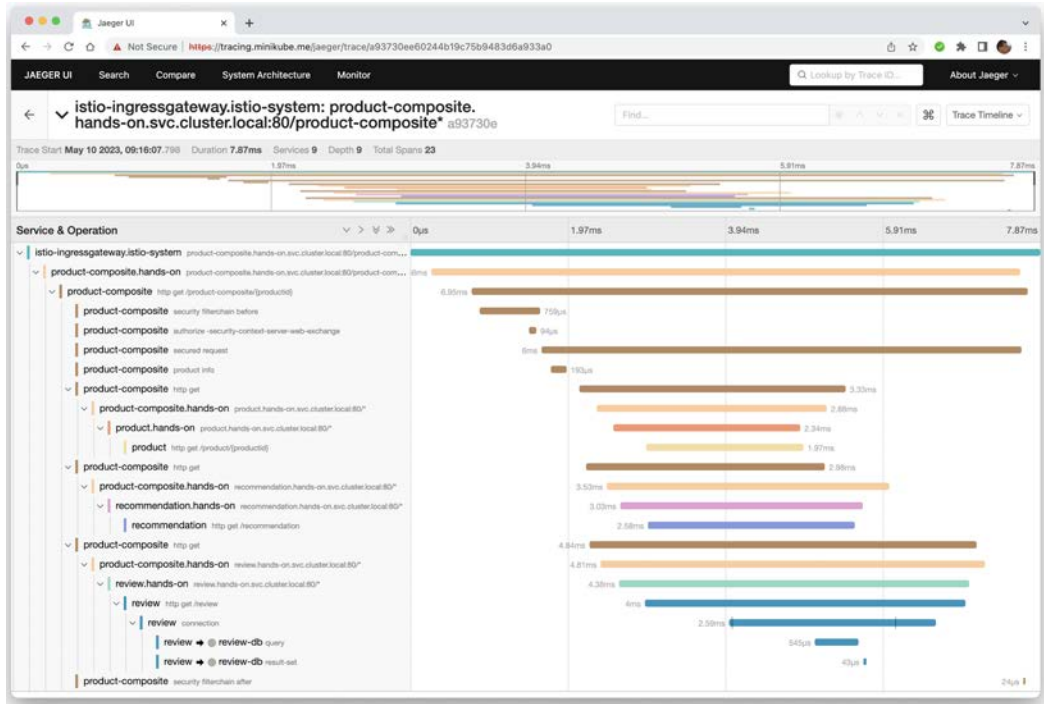 Jaeger UI
Not Secure | https://tracing.minikube.me/jaeger/trace/a93730ee60244b19c75b9483d6a933a0
JAEGER UI Search Compare System Architecture Monitor Lookup by Trace ID... About Jaeger
istio-ingressgateway.istio-system: product-composite.
hands-on.svc.cluster.local:80/product-composite* a93730e
Find... Trace Timeline
Trace Start May 10 2023, 09:16:07.798 Duration 7.87ms Services 9 Depth 9 Total Spans 23
0μs 1.97ms 3.94ms 5.91ms 7.87ms
Service & Operation 0μs 1.97ms 3.94ms 5.91ms 7.87ms
istio-ingressgateway.istio-system product-composite.hands-on.svc.cluster.local:80/product-com...
product-composite.hands-on product-composite.hands-on.svc.cluster.local:80/product-com...
product-composite http get /product-composite/{productid} 6.95ms
product-composite security filterchain before 759μs
product-composite authorize -security-context-server-web-exchange 94μs
product-composite secured request 6ms
product-composite product info 193μs
product-composite http get 3.33ms
product-composite.hands-on product.hands-on.svc.cluster.local:80/* 2.88ms
product.hands-on product.hands-on.svc.cluster.local:80/* 2.34ms
product http get /product/{productid} 1.97ms
product-composite http get 2.98ms
product-composite.hands-on recommendation.hands-on.svc.cluster.local:80/* 3.53ms
recommendation.hands-on recommendation.hands-on.svc.cluster.local:80/* 3.03ms
recommendation http get /recommendation 2.58ms
product-composite http get 4.84ms
product-composite.hands-on review.hands-on.svc.cluster.local:80/* 4.81ms
review.hands-on review.hands-on.svc.cluster.local:80/* 4.38ms
review http get /review 4ms
review connection 2.59ms
review review-db query 545μs
review review-db result-set 43μs
product-composite security filterchain after 24μs